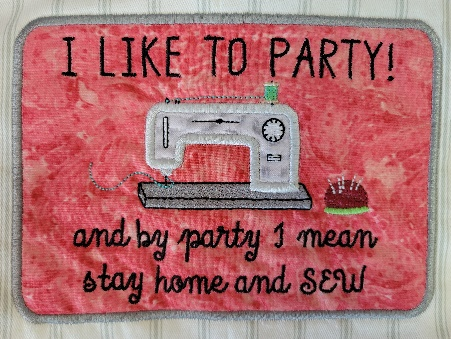 I LIKE TO PARTY!
and by party I mean
stay home and SEW